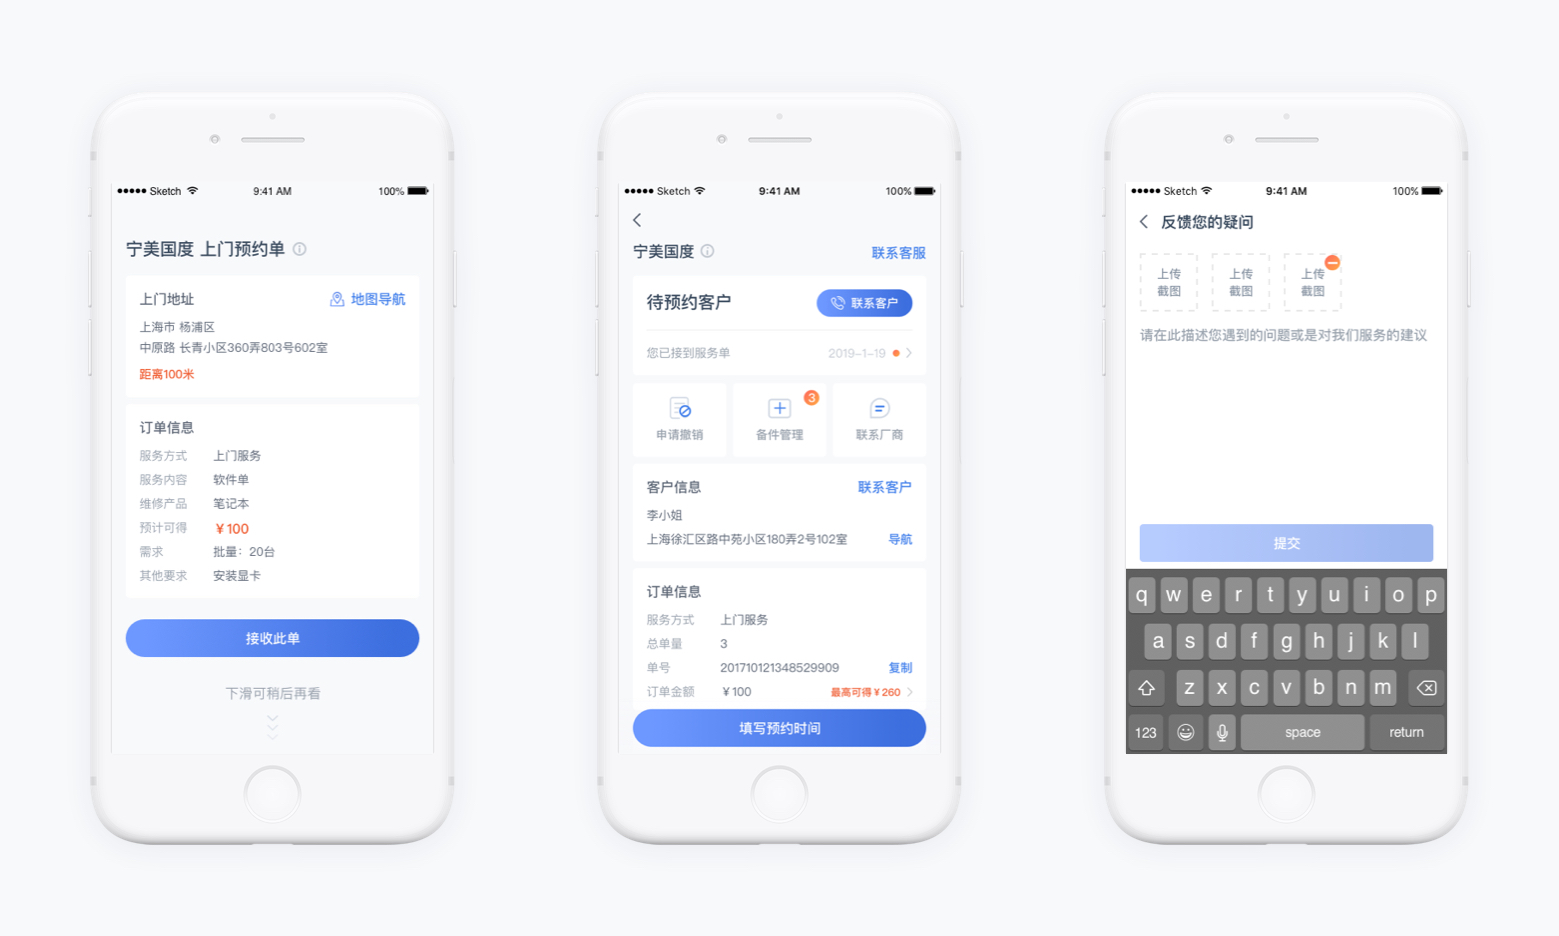 ●●●●● Sketch 9:41 AM 100%
宁美国度 上门预约单
上门地址 地图导航
上海市 杨浦区
中原路 长青小区360弄803号602室
距离100米
订单信息
服务方式 上门服务
服务内容 软件单
维修产品 笔记本
预计可得 ￥100
需求 批量：20台
其他要求 安装显卡
接收此单
下滑可稍后再看
●●●●● Sketch 9:41 AM 100%
宁美国度 联系客服
待预约客户 联系客户
您已接到服务单 2019-1-19
3
申请撤销 备件管理 联系厂商
客户信息 联系客户
李小姐
上海徐汇区路中苑小区180弄2号102室 导航
订单信息
服务方式 上门服务
总单量 3
单号 201710121348529909 复制
订单金额 ￥100 最高可得￥260
填写预约时间
●●●●● Sketch 9:41 AM 100%
反馈您的疑问
上传 上传 上传
截图 截图 截图
请在此描述您遇到的问题或是对我们服务的建议
提交
q w e r t y u i o p
a s d f g h j k l
z x c v b n m
123 space return